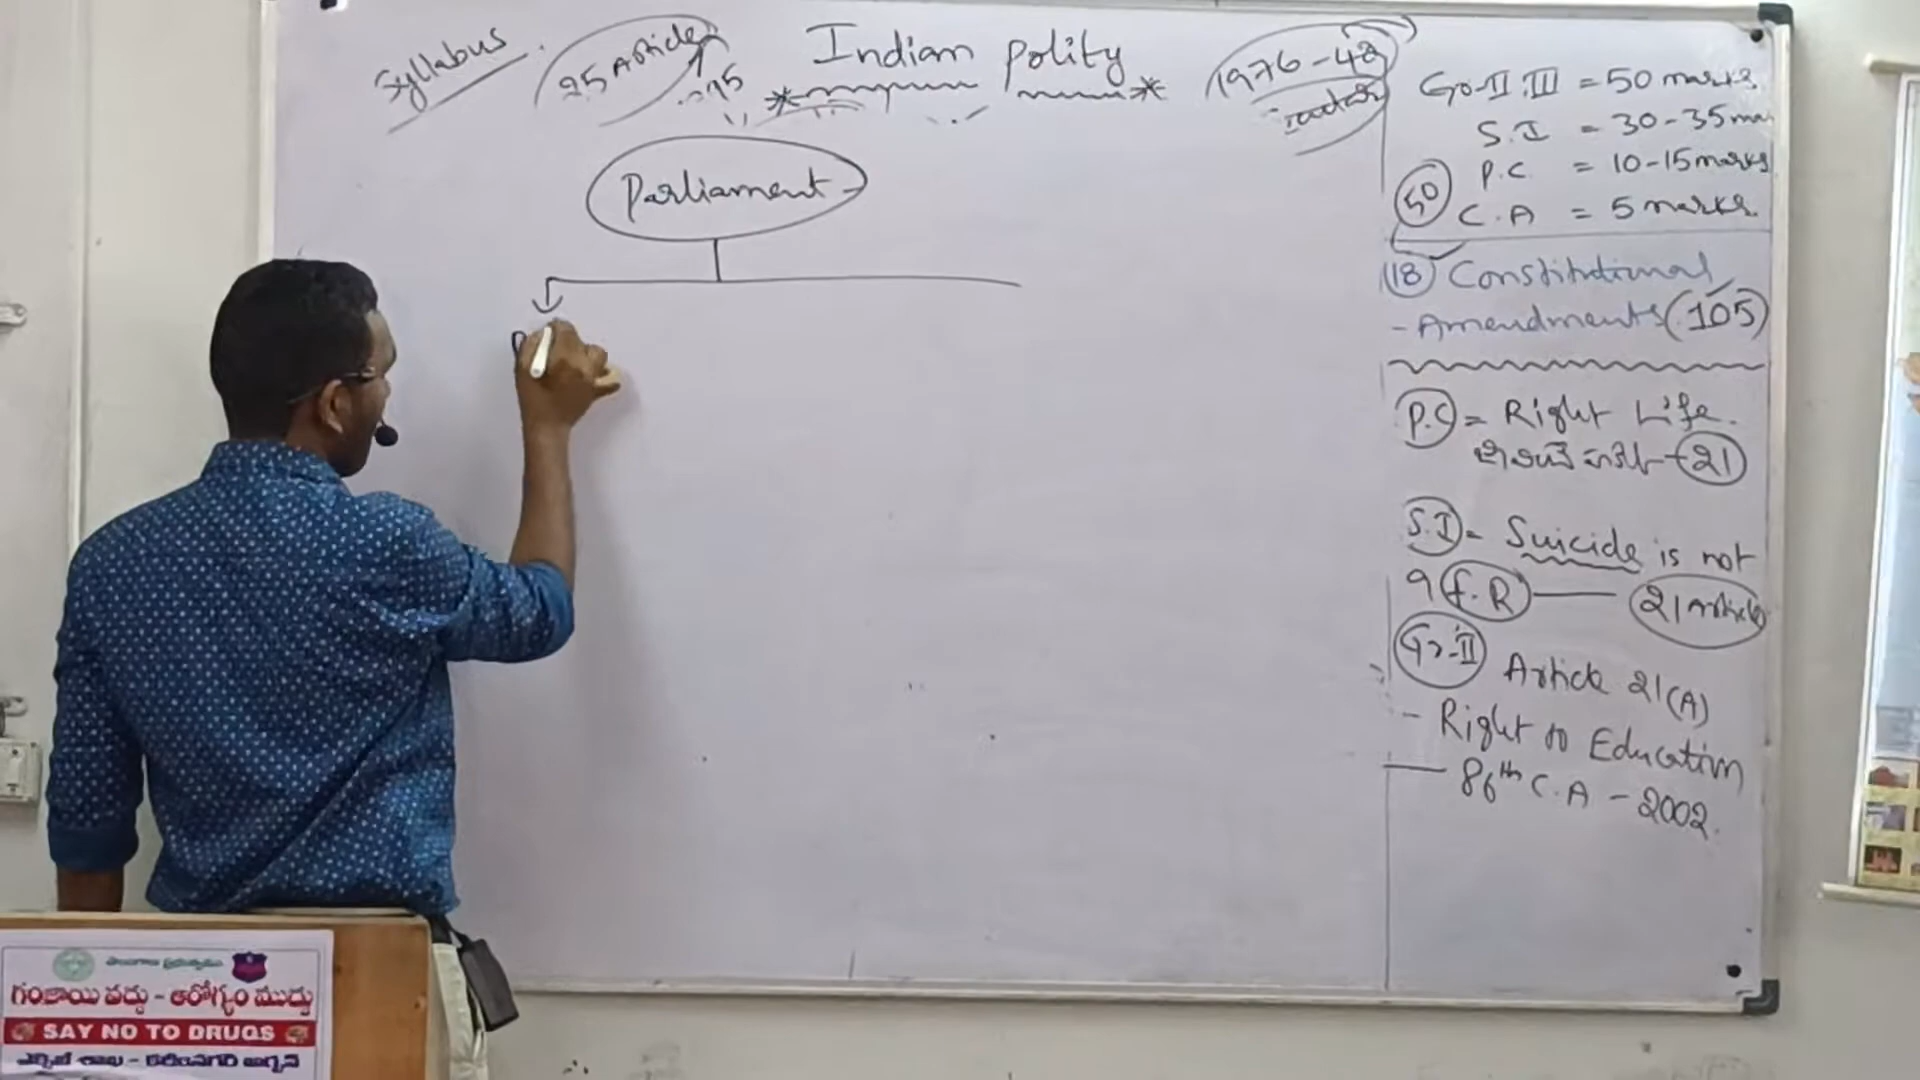 Syllabus.
25 Article
Indian polity
1976-42
Parliament
Gr-II.III = 50 marks
S.I = 30-35 mar
P.C = 10-15 marks
50
C.A = 5 marks
18 Constitutional
- Amendments (105)
P.C = Right Life.
21
S.I = Suicide is not
a F.R — 21 Article
Gr-II Article 21(A)
- Right to Education
— 86th C.A - 2002.
తెలంగాణ ప్రభుత్వం
గంజాయి వద్దు - ఆరోగ్యం ముద్దు
SAY NO TO DRUGS